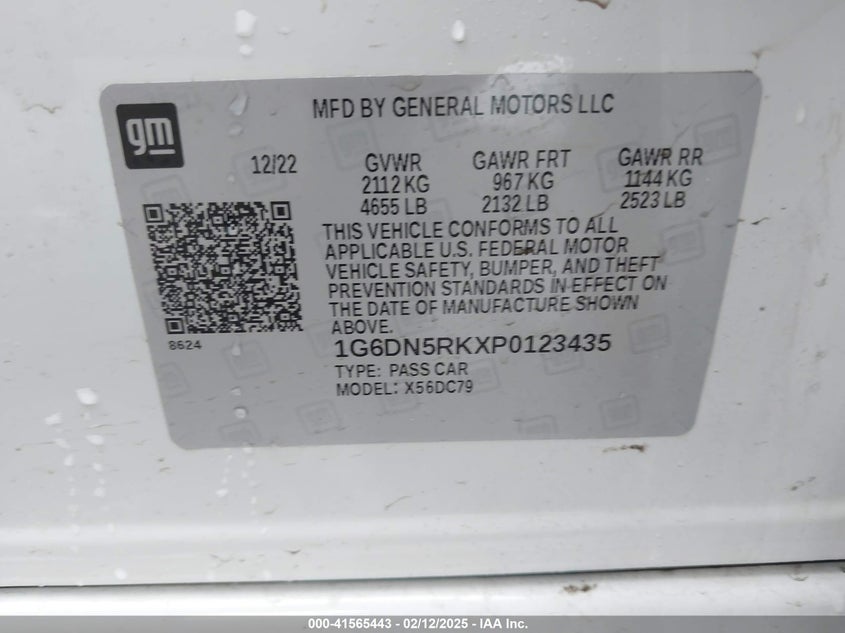 gm
MFD BY GENERAL MOTORS LLC
12/22 GVWR GAWR FRT GAWR RR
2112 KG 967 KG 1144 KG
4655 LB 2132 LB 2523 LB
THIS VEHICLE CONFORMS TO ALL
APPLICABLE U.S. FEDERAL MOTOR
VEHICLE SAFETY, BUMPER, AND THEFT
PREVENTION STANDARDS IN EFFECT ON
THE DATE OF MANUFACTURE SHOWN
ABOVE.
8624
1G6DN5RKXP0123435
TYPE: PASS CAR
MODEL: X56DC79
000-41565443 - 02/12/2025 - IAA Inc.